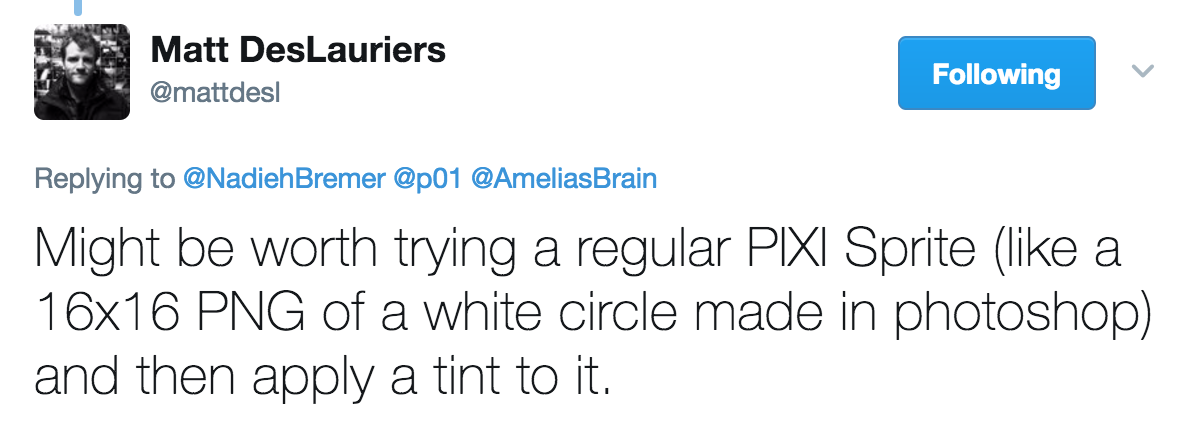 Matt DesLauriers
@mattdesl
Following
Replying to @NadiehBremer @p01 @AmeliasBrain
Might be worth trying a regular PIXI Sprite (like a
16x16 PNG of a white circle made in photoshop)
and then apply a tint to it.